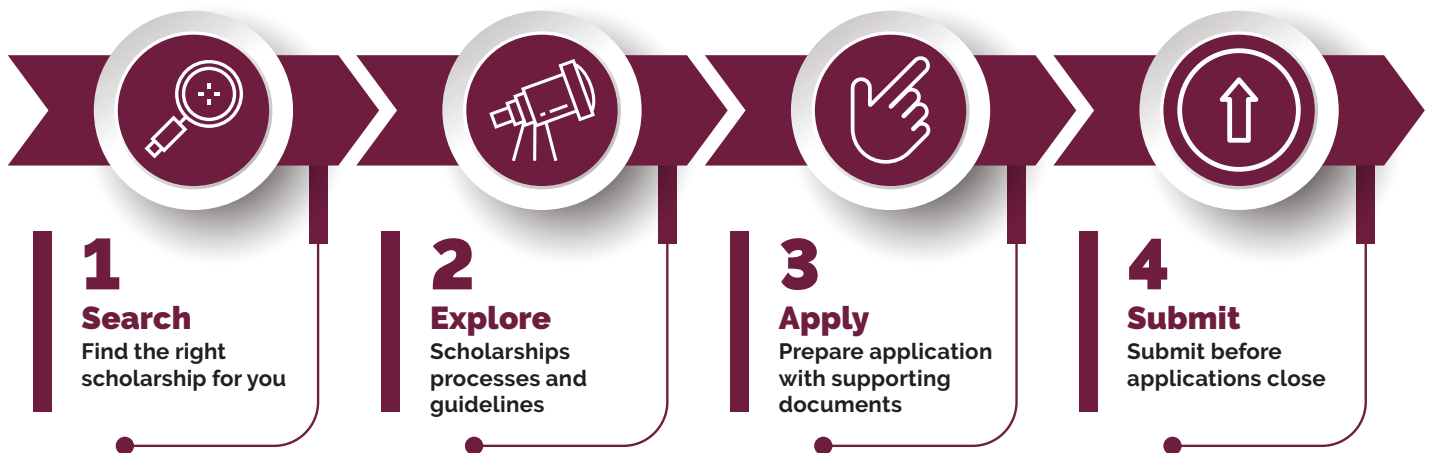 1
Search
Find the right
scholarship for you
2
Explore
Scholarships
processes and
guidelines
3
Apply
Prepare application
with supporting
documents
4
Submit
Submit before
applications close